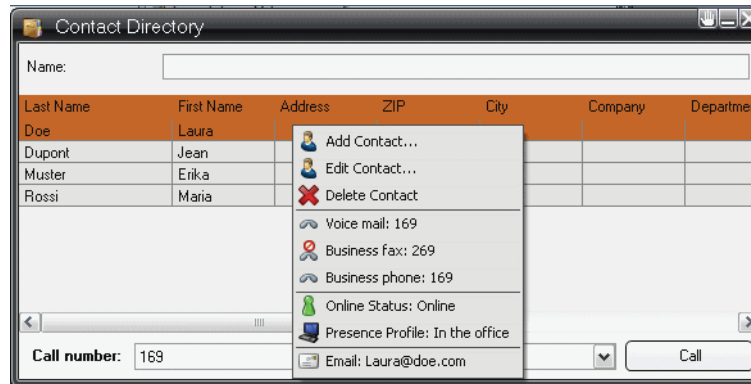 Contact Directory
Name:
Last Name First Name Address ZIP City Company Departme
Doe Laura
Dupont Jean
Muster Erika
Rossi Maria
Add Contact...
Edit Contact...
Delete Contact
Voice mail: 169
Business fax: 269
Business phone: 169
Online Status: Online
Presence Profile: In the office
Email: Laura@doe.com
Call number: 169 Call